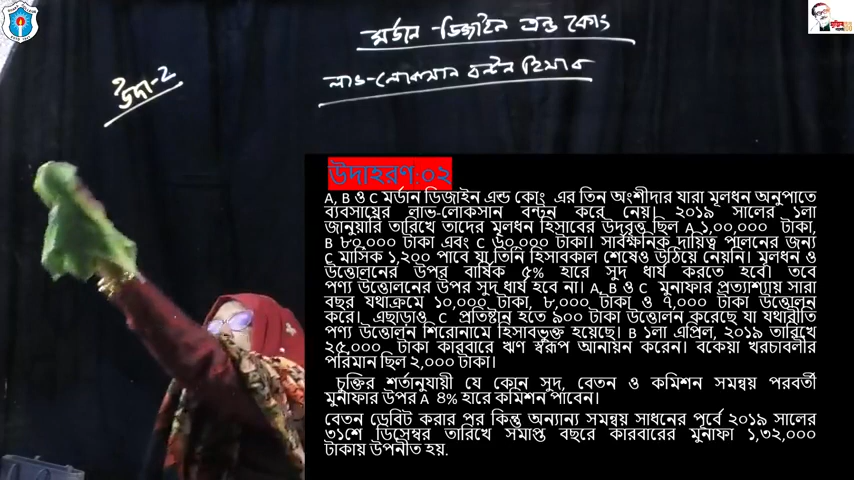 মর্ডান ডিজাইন এন্ড কোং
লাভ-লোকসান বন্টন হিসাব
উদা-2
উদাহরণ:০২
A, B ও C মর্ডান ডিজাইন এন্ড কোং এর তিন অংশীদার যারা মূলধন অনুপাতে
ব্যবসায়ের লাভ-লোকসান বন্টন করে নেয়। ২০১৯ সালের ১লা
জানুয়ারি তারিখে তাদের মূলধন হিসাবের উদবৃত্ত ছিল A ১,০০,০০০ টাকা,
B ৮০,০০০ টাকা এবং C ৬০,০০০ টাকা। সার্বক্ষনিক দায়িত্ব পালনের জন্য
C মাসিক ১,২০০ পাবে যা তিনি হিসাবকাল শেষেও উঠিয়ে নেয়নি। মূলধন ও
উত্তোলনের উপর বার্ষিক ৫% হারে সুদ ধার্য করতে হবে। তবে
পণ্য উত্তোলনের উপর সুদ ধার্য হবে না। A, B ও C মুনাফার প্রত্যাশায় সারা
বছর যথাক্রমে ১০,০০০ টাকা, ৮,০০০ টাকা ও ৭,০০০ টাকা উত্তোলন
করে। এছাড়াও C প্রতিষ্টান হতে ৯০০ টাকা উত্তোলন করেছে যা যথারীতি
পণ্য উত্তোলন শিরোনামে হিসাবভুক্ত হয়েছে। B ১লা এপ্রিল, ২০১৯ তারিখে
২৫,০০০ টাকা কারবারে ঋণ স্বরূপ আনায়ন করেন। বকেয়া খরচাবলীর
পরিমান ছিল ২,০০০ টাকা।
চুক্তির শর্তানুযায়ী যে কোন সুদ, বেতন ও কমিশন সমন্বয় পরবর্তী
মুনাফার উপর A ৪% হারে কমিশন পাবেন।
বেতন ডেবিট করার পর কিন্তু অন্যান্য সমন্বয় সাধনের পূর্বে ২০১৯ সালের
৩১শে ডিসেম্বর তারিখে সমাপ্ত বছরে কারবারের মুনাফা ১,৩২,০০০
টাকায় উপনীত হয়.